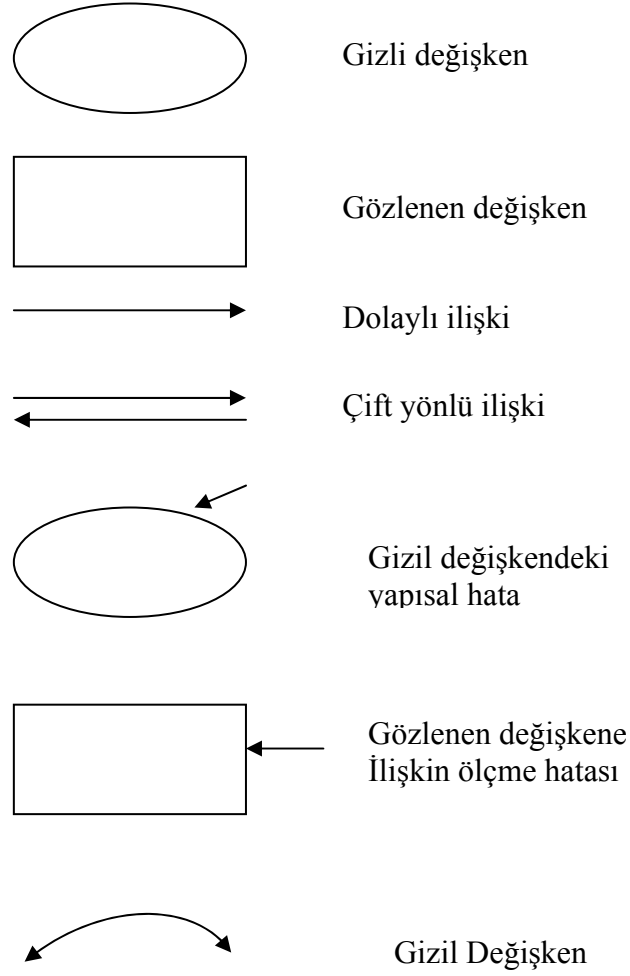 Gizli değişken
Gözlenen değişken
Dolaylı ilişki
Çift yönlü ilişki
Gizil değişkendeki
yapısal hata
Gözlenen değişkene
İlişkin ölçme hatası
Gizil Değişken